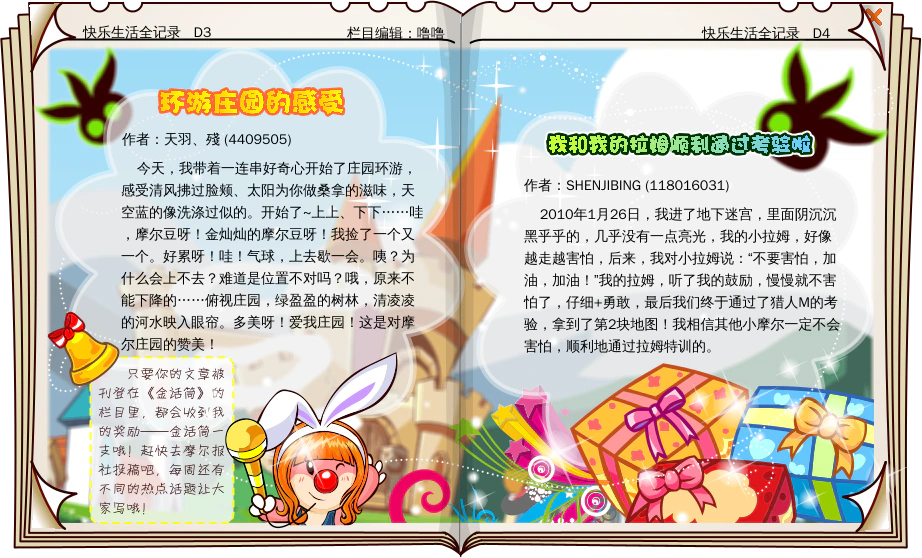 快乐生活全记录 D3
栏目编辑：噜噜
环游庄园的感受
作者：天羽、殘 (4409505)
今天，我带着一连串好奇心开始了庄园环游，
感受清风拂过脸颊、太阳为你做桑拿的滋味，天
空蓝的像洗涤过似的。开始了~上上、下下……哇
，摩尔豆呀！金灿灿的摩尔豆呀！我捡了一个又
一个。好累呀！哇！气球，上去歇一会。咦？为
什么会上不去？难道是位置不对吗？哦，原来不
能下降的……俯视庄园，绿盈盈的树林，清凌凌
的河水映入眼帘。多美呀！爱我庄园！这是对摩
尔庄园的赞美！
只要你的文章被
刊登在《金话筒》的
栏目里，都会收到我
的奖励——金话筒一
支哦！赶快去摩尔报
社投稿吧，每周还有
不同的热点话题让大
家写哦！
快乐生活全记录 D4
我和我的拉姆顺利通过考验啦
作者：SHENJIBING (118016031)
2010年1月26日，我进了地下迷宫，里面阴沉沉
黑乎乎的，几乎没有一点亮光，我的小拉姆，好像
越走越害怕，后来，我对小拉姆说：“不要害怕，加
油，加油！”我的拉姆，听了我的鼓励，慢慢就不害
怕了，仔细+勇敢，最后我们终于通过了猎人M的考
验，拿到了第2块地图！我相信其他小摩尔一定不会
害怕，顺利地通过拉姆特训的。